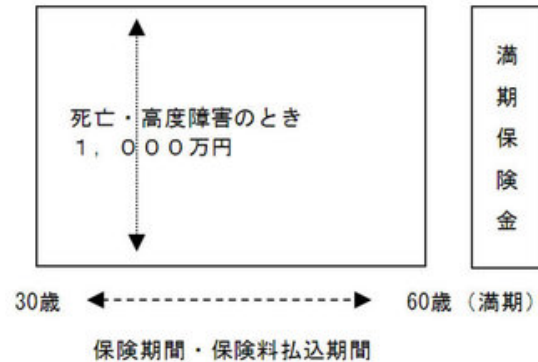 死亡・高度障害のとき
１，０００万円
満期保険金
30歳
60歳（満期）
保険期間・保険料払込期間